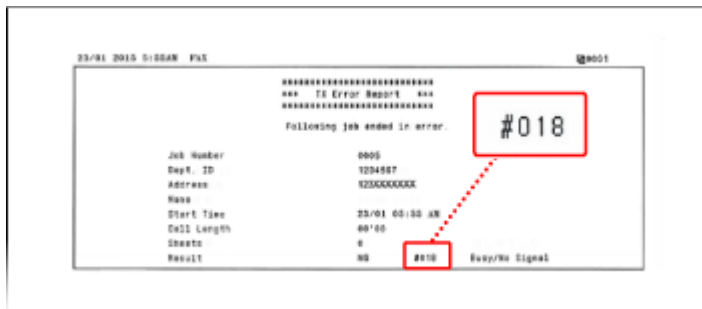 23/01 2015 5:55AM FAX 0001
****************************
*** TX Error Report ***
****************************
Following job ended in error.
#018
Job Number 0005
Dept. ID 1234567
Address 123XXXXXXX
Name
Start Time 23/01 05:55 AM
Call Length 00'00
Sheets 0
Result NG #018 Busy/No Signal